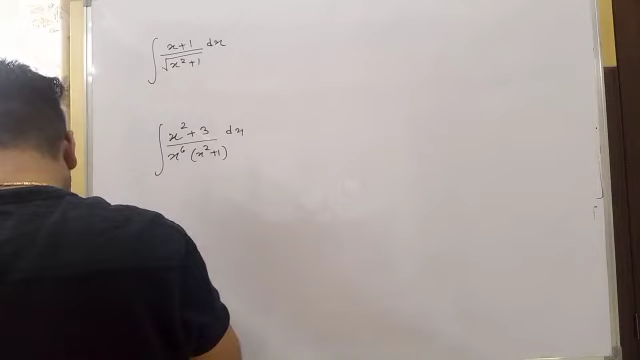 ∫ x+1 / √x²+1 dx
∫ x²+3 / x⁶ (x²+1) dx